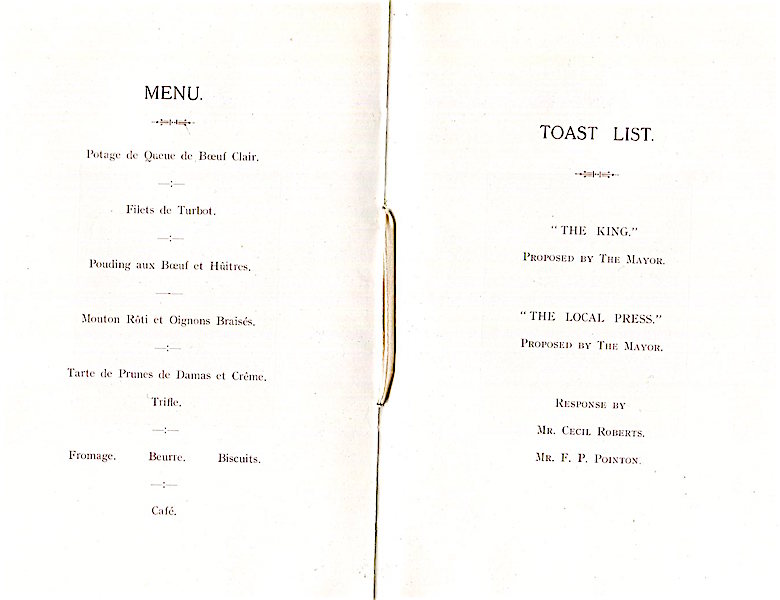 MENU.
Potage de Queue de Bœuf Clair.
Filets de Turbot.
Pouding aux Bœuf et Hûitres.
Mouton Rôti et Oignons Braisés.
Tarte de Prunes de Damas et Crême.
Trifle.
Fromage. Beurre. Biscuits.
Café.
TOAST LIST.
"THE KING."
PROPOSED BY THE MAYOR.
"THE LOCAL PRESS."
PROPOSED BY THE MAYOR.
RESPONSE BY
MR. CECIL ROBERTS.
MR. F. P. POINTON.